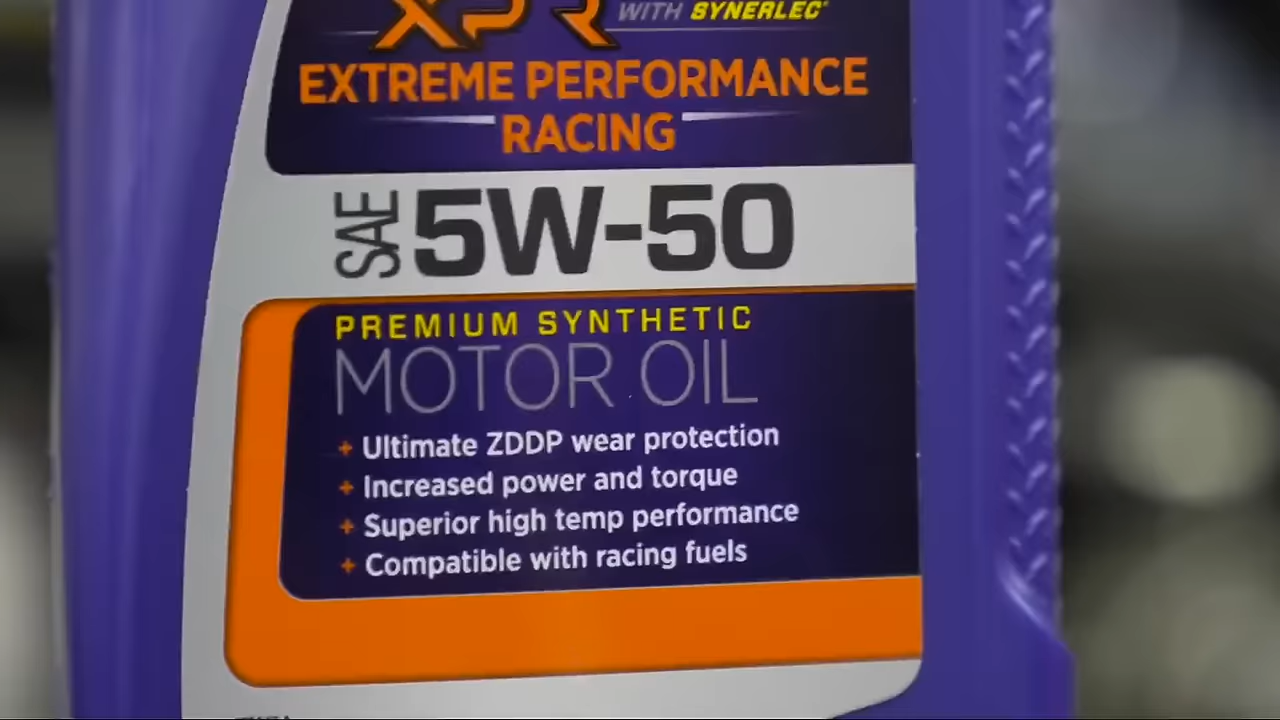 XPR WITH SYNERLEC
EXTREME PERFORMANCE
RACING
SAE 5W-50
PREMIUM SYNTHETIC
MOTOR OIL
+ Ultimate ZDDP wear protection
+ Increased power and torque
+ Superior high temp performance
+ Compatible with racing fuels